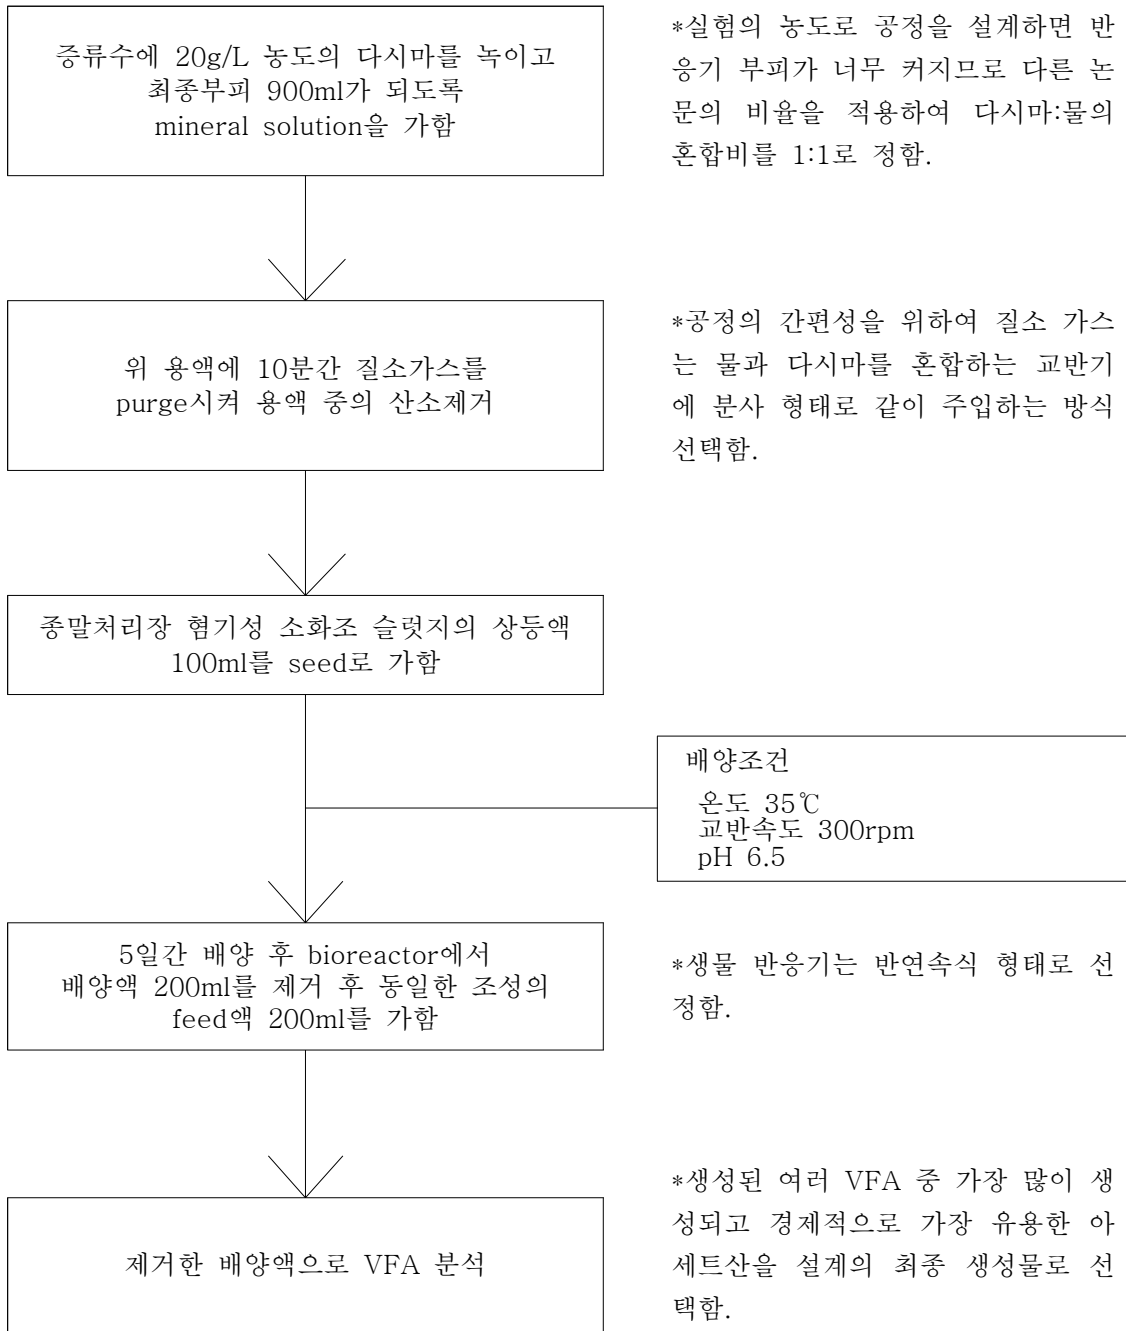 증류수에 20g/L 농도의 다시마를 녹이고
최종부피 900ml가 되도록
mineral solution을 가함
*실험의 농도로 공정을 설계하면 반
응기 부피가 너무 커지므로 다른 논
문의 비율을 적용하여 다시마:물의
혼합비를 1:1로 정함.
위 용액에 10분간 질소가스를
purge시켜 용액 중의 산소제거
*공정의 간편성을 위하여 질소 가스
는 물과 다시마를 혼합하는 교반기
에 분사 형태로 같이 주입하는 방식
선택함.
종말처리장 혐기성 소화조 슬럿지의 상등액
100ml를 seed로 가함
배양조건
온도 35℃
교반속도 300rpm
pH 6.5
5일간 배양 후 bioreactor에서
배양액 200ml를 제거 후 동일한 조성의
feed액 200ml를 가함
*생물 반응기는 반연속식 형태로 선
정함.
제거한 배양액으로 VFA 분석
*생성된 여러 VFA 중 가장 많이 생
성되고 경제적으로 가장 유용한 아
세트산을 설계의 최종 생성물로 선
택함.